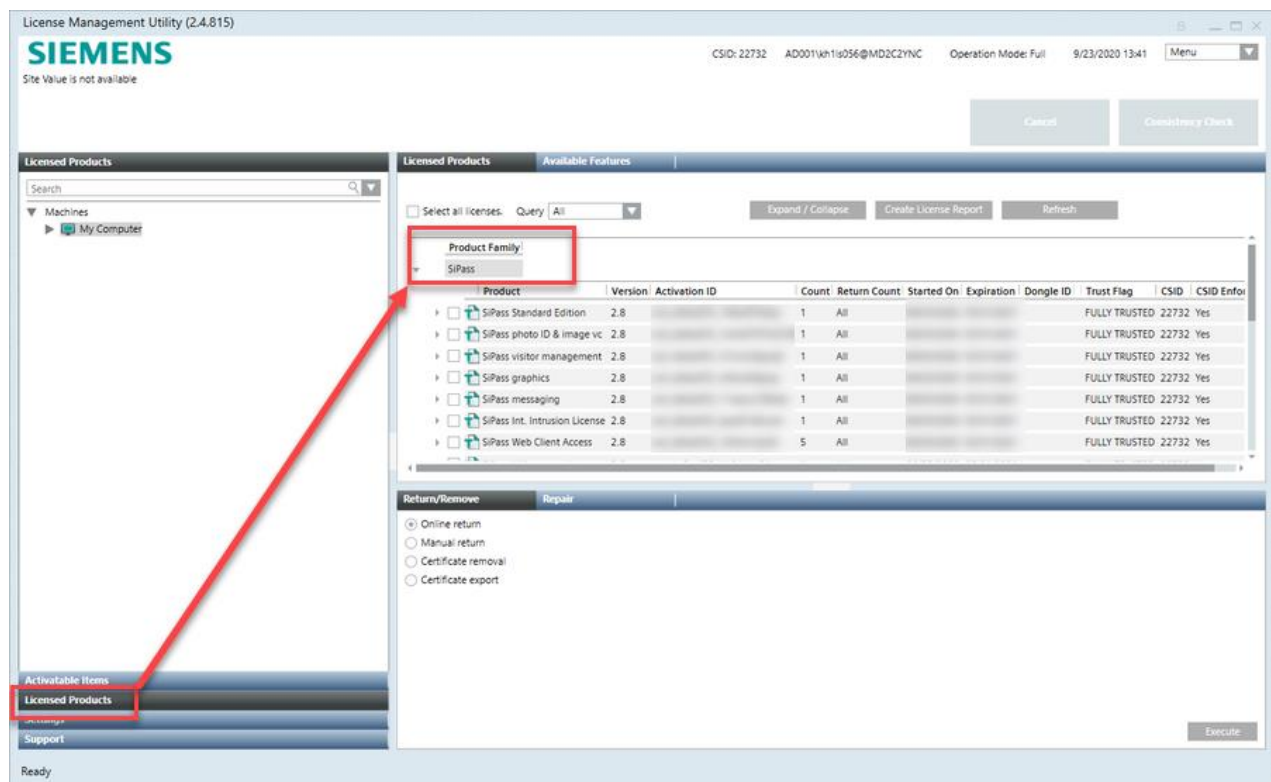 License Management Utility (2.4.815)
SIEMENS
Site Value is not available
CSID: 22732 AD001\kh1ls056@MD2C2YNC Operation Mode: Full 9/23/2020 13:41 Menu
Cancel Consistency Check
Licensed Products
Search
Machines
My Computer
Licensed Products Available Features
Select all licenses. Query All Expand / Collapse Create License Report Refresh
Product Family
SiPass
Product Version Activation ID Count Return Count Started On Expiration Dongle ID Trust Flag CSID CSID Enfor
SiPass Standard Edition 2.8 1 All FULLY TRUSTED 22732 Yes
SiPass photo ID & image vc 2.8 1 All FULLY TRUSTED 22732 Yes
SiPass visitor management 2.8 1 All FULLY TRUSTED 22732 Yes
SiPass graphics 2.8 1 All FULLY TRUSTED 22732 Yes
SiPass messaging 2.8 1 All FULLY TRUSTED 22732 Yes
SiPass Int. Intrusion License 2.8 1 All FULLY TRUSTED 22732 Yes
SiPass Web Client Access 2.8 5 All FULLY TRUSTED 22732 Yes
Return/Remove Repair
Online return
Manual return
Certificate removal
Certificate export
Activatable Items
Licensed Products
Settings
Support
Execute
Ready